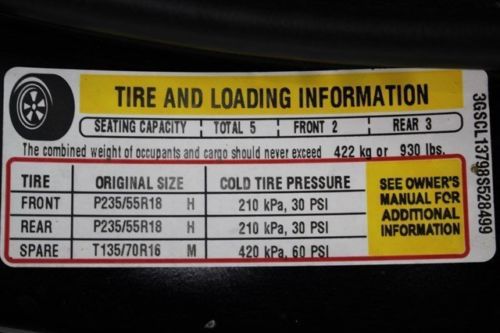 TIRE AND LOADING INFORMATION
SEATING CAPACITY TOTAL 5 FRONT 2 REAR 3
The combined weight of occupants and cargo should never exceed 422 kg or 930 lbs.
TIRE ORIGINAL SIZE COLD TIRE PRESSURE
FRONT P235/55R18 H 210 kPa, 30 PSI
REAR P235/55R18 H 210 kPa, 30 PSI
SPARE T135/70R16 M 420 kPa, 60 PSI
SEE OWNER'S
MANUAL FOR
ADDITIONAL
INFORMATION
3GSCL13798S628499